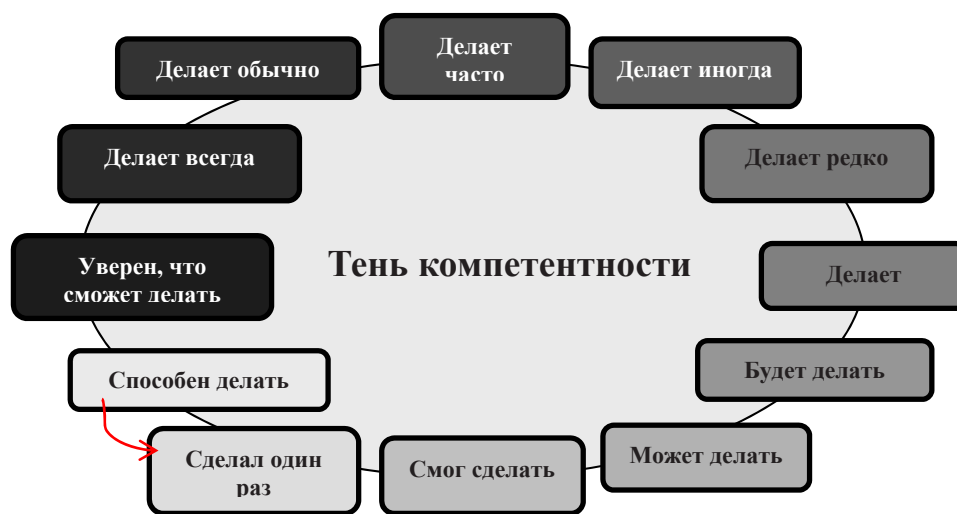 Делает
часто
Делает обычно
Делает иногда
Делает всегда
Делает редко
Тень компетентности
Уверен, что
сможет делать
Делает
Будет делать
Способен делать
Может делать
Сделал один
раз
Смог сделать